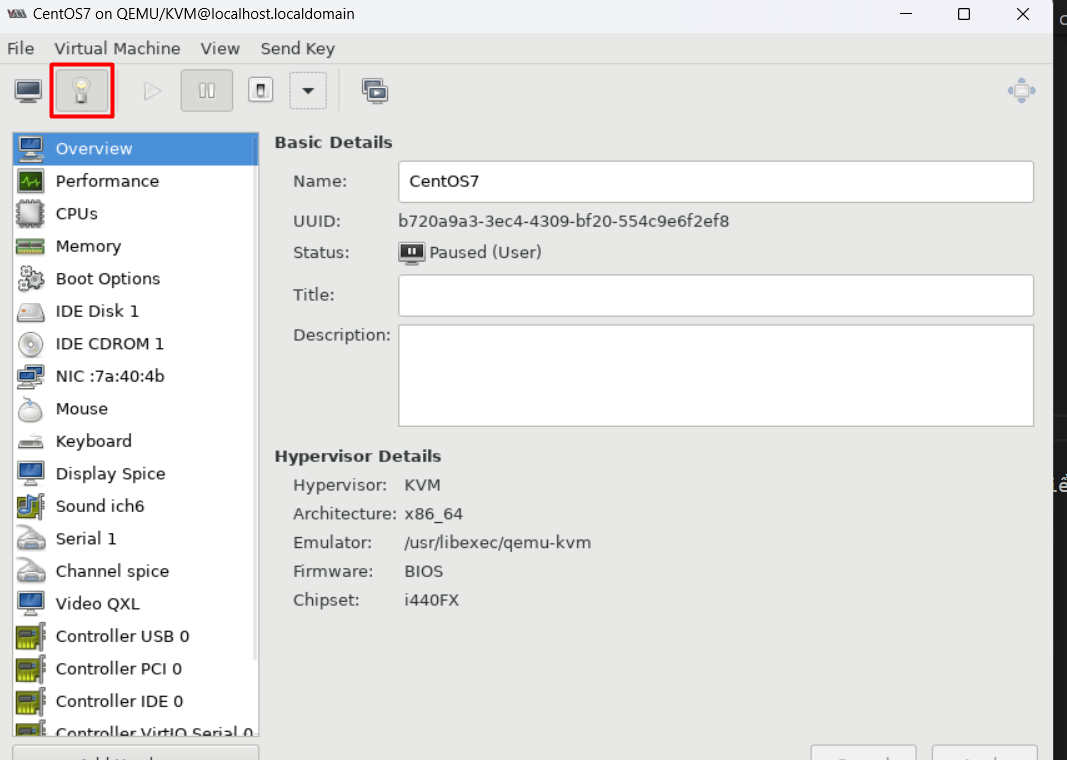 CentOS7 on QEMU/KVM@localhost.localdomain
File Virtual Machine View Send Key
Overview
Performance
CPUs
Memory
Boot Options
IDE Disk 1
IDE CDROM 1
NIC :7a:40:4b
Mouse
Keyboard
Display Spice
Sound ich6
Serial 1
Channel spice
Video QXL
Controller USB 0
Controller PCI 0
Controller IDE 0
Controller VirtIO Serial 0
Basic Details
Name: CentOS7
UUID: b720a9a3-3ec4-4309-bf20-554c9e6f2ef8
Status: Paused (User)
Title:
Description:
Hypervisor Details
Hypervisor: KVM
Architecture: x86_64
Emulator: /usr/libexec/qemu-kvm
Firmware: BIOS
Chipset: i440FX